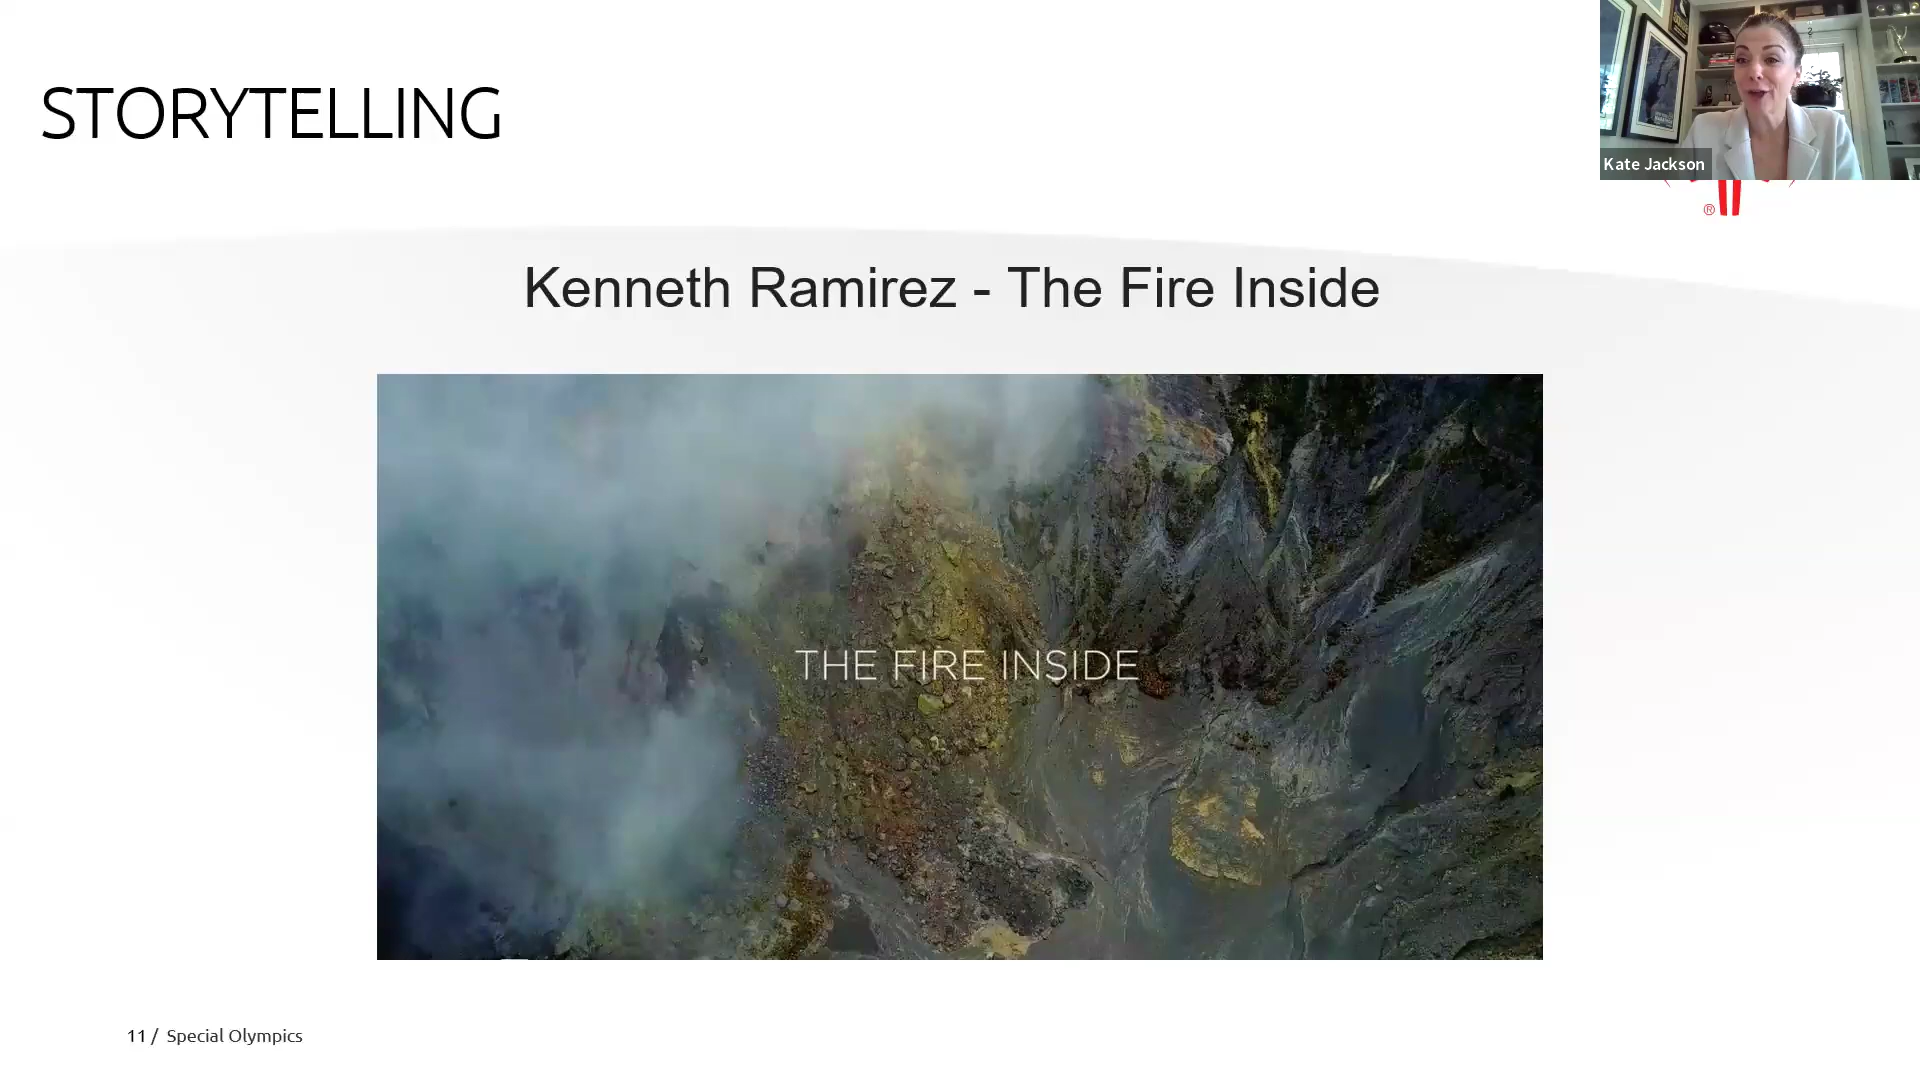 STORYTELLING
Kate Jackson
®
Kenneth Ramirez - The Fire Inside
THE FIRE INSIDE
11 / Special Olympics